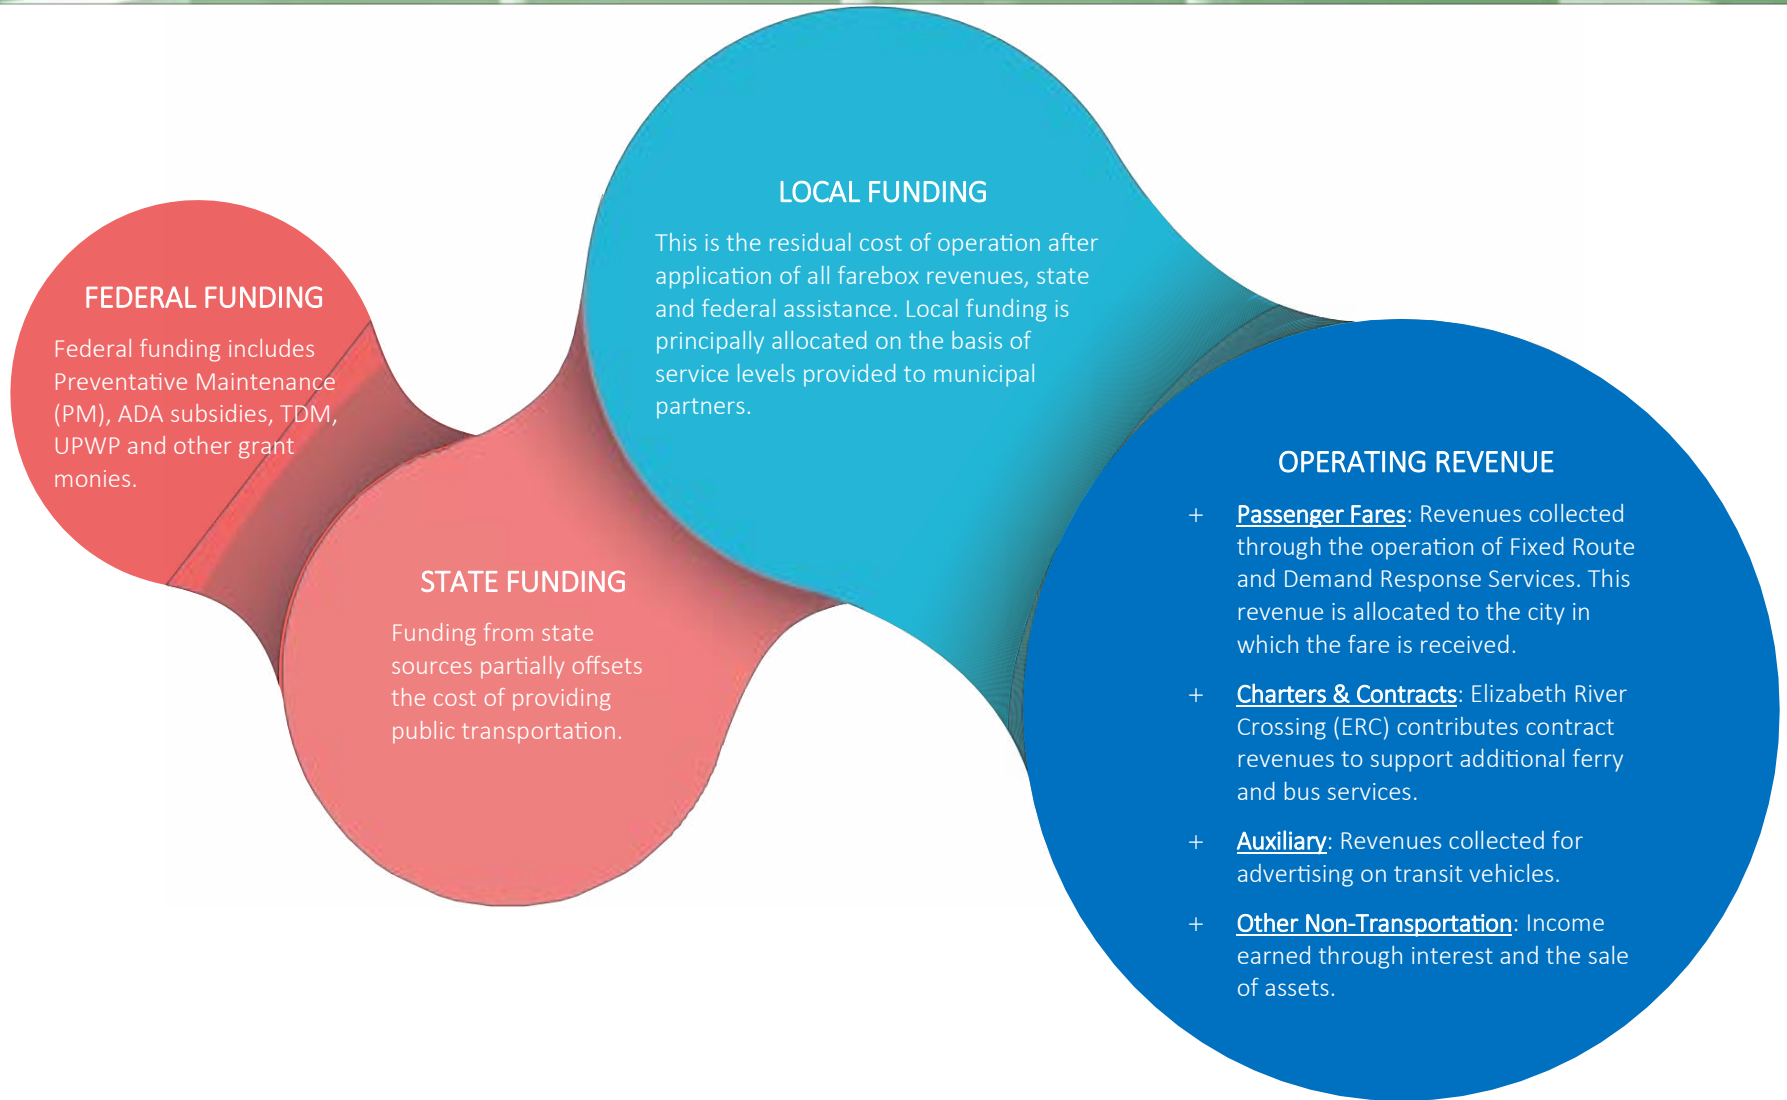 FEDERAL FUNDING
Federal funding includes
Preventative Maintenance
(PM), ADA subsidies, TDM,
UPWP and other grant
monies.
STATE FUNDING
Funding from state
sources partially offsets
the cost of providing
public transportation.
LOCAL FUNDING
This is the residual cost of operation after
application of all farebox revenues, state
and federal assistance. Local funding is
principally allocated on the basis of
service levels provided to municipal
partners.
OPERATING REVENUE
+ Passenger Fares: Revenues collected
through the operation of Fixed Route
and Demand Response Services. This
revenue is allocated to the city in
which the fare is received.
+ Charters & Contracts: Elizabeth River
Crossing (ERC) contributes contract
revenues to support additional ferry
and bus services.
+ Auxiliary: Revenues collected for
advertising on transit vehicles.
+ Other Non-Transportation: Income
earned through interest and the sale
of assets.